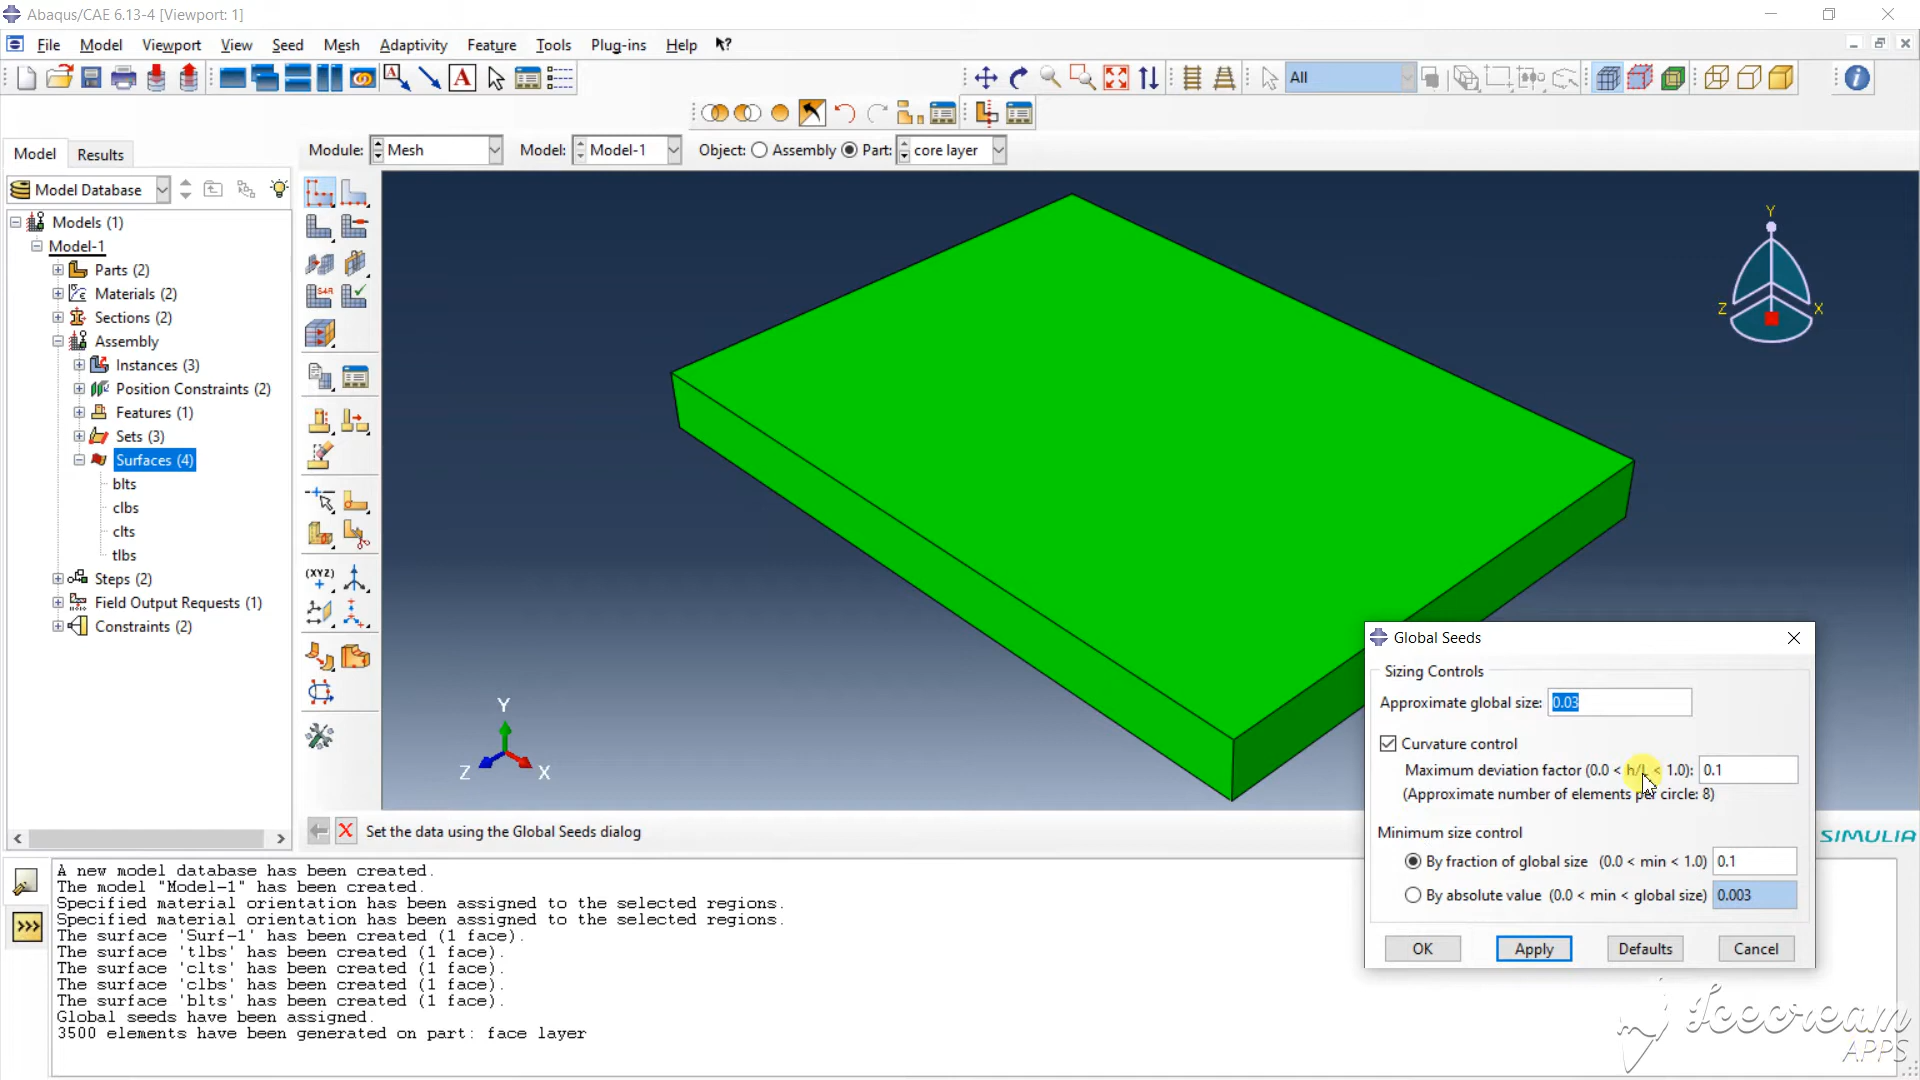 Abaqus/CAE 6.13-4 [Viewport: 1]
File Model Viewport View Seed Mesh Adaptivity Feature Tools Plug-ins Help
A A All i
Module: Mesh Model: Model-1 Object: Assembly Part: core layer
Model Results
Model Database
Models (1)
Model-1
Parts (2)
Materials (2)
Sections (2)
Assembly
Instances (3)
Position Constraints (2)
Features (1)
Sets (3)
Surfaces (4)
blts
clbs
clts
tlbs
Steps (2)
Field Output Requests (1)
Constraints (2)
S4R
(XYZ)
Y
Z X
Y
Z X
Global Seeds
Sizing Controls
Approximate global size: 0.03
Curvature control
Maximum deviation factor (0.0 < h/L < 1.0): 0.1
(Approximate number of elements per circle: 8)
Minimum size control
By fraction of global size (0.0 < min < 1.0) 0.1
By absolute value (0.0 < min < global size) 0.003
OK Apply Defaults Cancel
Set the data using the Global Seeds dialog
SIMULIA
A new model database has been created.
The model "Model-1" has been created.
Specified material orientation has been assigned to the selected regions.
Specified material orientation has been assigned to the selected regions.
The surface 'Surf-1' has been created (1 face).
The surface 'tlbs' has been created (1 face).
The surface 'clts' has been created (1 face).
The surface 'clbs' has been created (1 face).
The surface 'blts' has been created (1 face).
Global seeds have been assigned.
3500 elements have been generated on part: face layer
>>>
Icecream
APPS